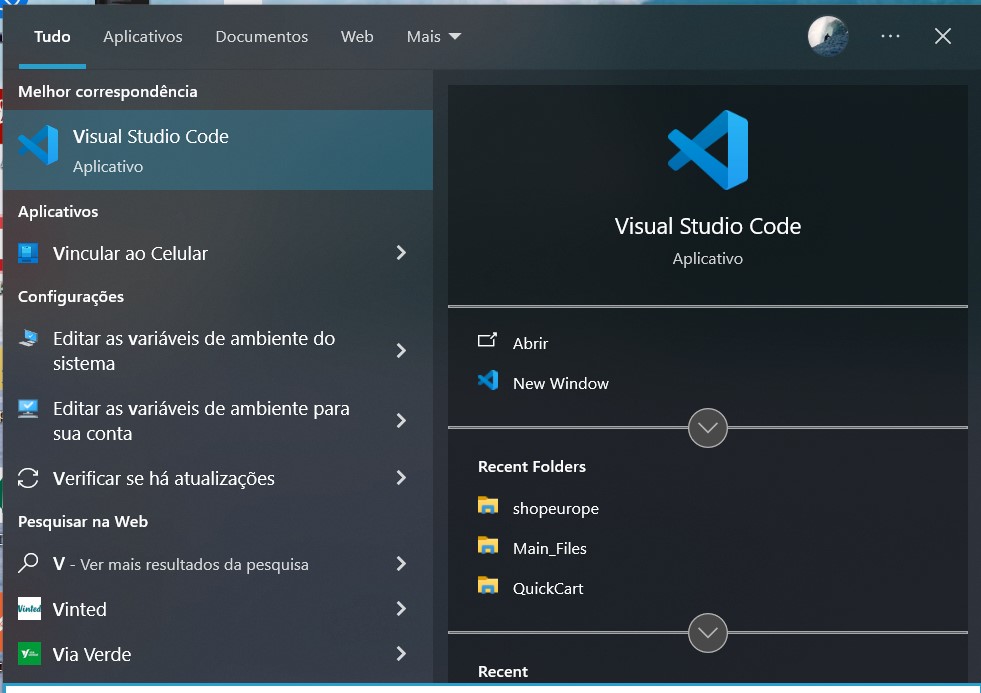 Tudo
Aplicativos
Documentos
Web
Mais
Melhor correspondência
Visual Studio Code
Aplicativo
Aplicativos
Vincular ao Celular
Configurações
Editar as variáveis de ambiente do
sistema
Editar as variáveis de ambiente para
sua conta
Verificar se há atualizações
Pesquisar na Web
V - Ver mais resultados da pesquisa
Vinted
Vinted
Via Verde
Visual Studio Code
Aplicativo
Abrir
New Window
Recent Folders
shopeurope
Main_Files
QuickCart
Recent